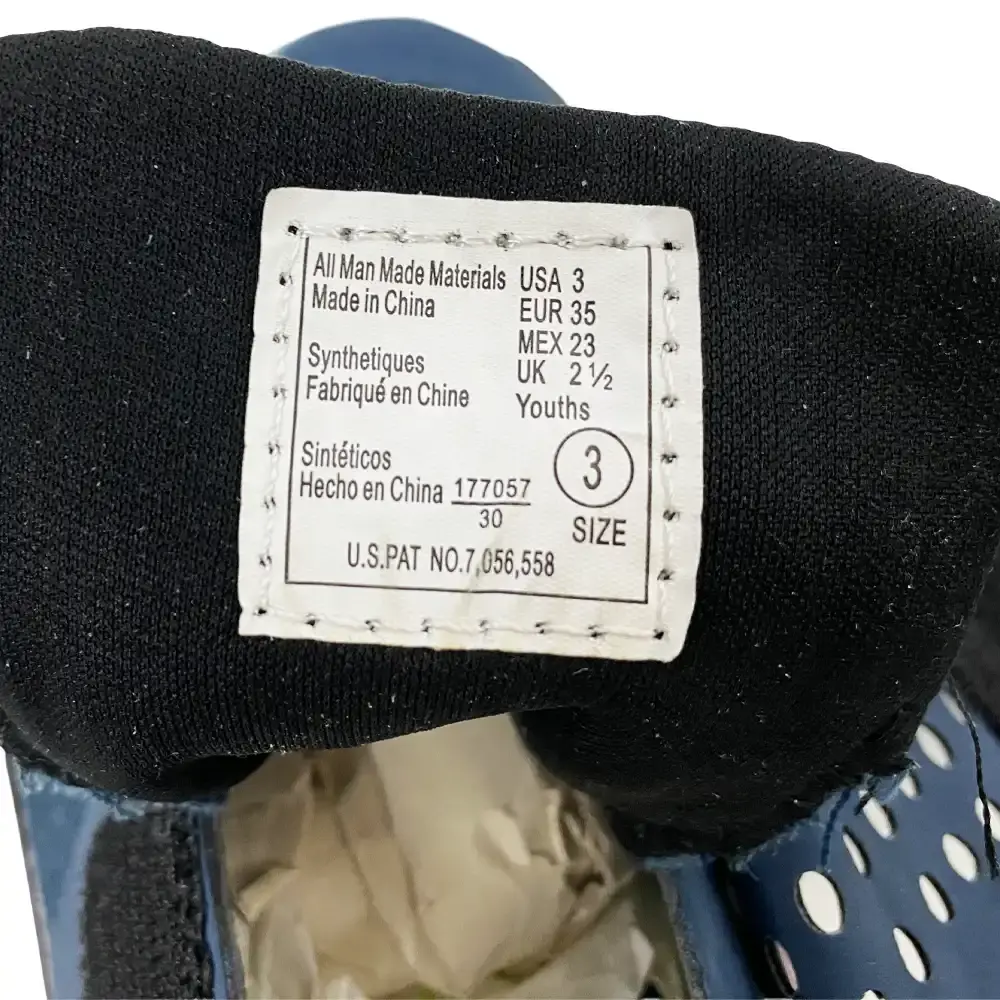 All Man Made Materials
Made in China
Synthetiques
Fabriqué en Chine
Sintéticos
Hecho en China 177057
30
USA 3
EUR 35
MEX 23
UK 2 ½
Youths
3
SIZE
U.S.PAT NO.7,056,558